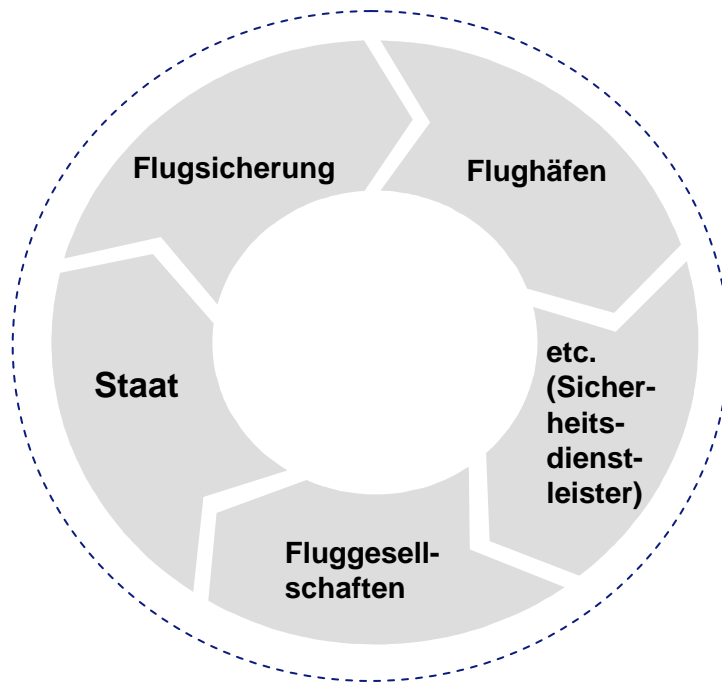 Flugsicherung
Flughäfen
etc.
(Sicher-
heits-
dienst-
leister)
Staat
Fluggesell-
schaften